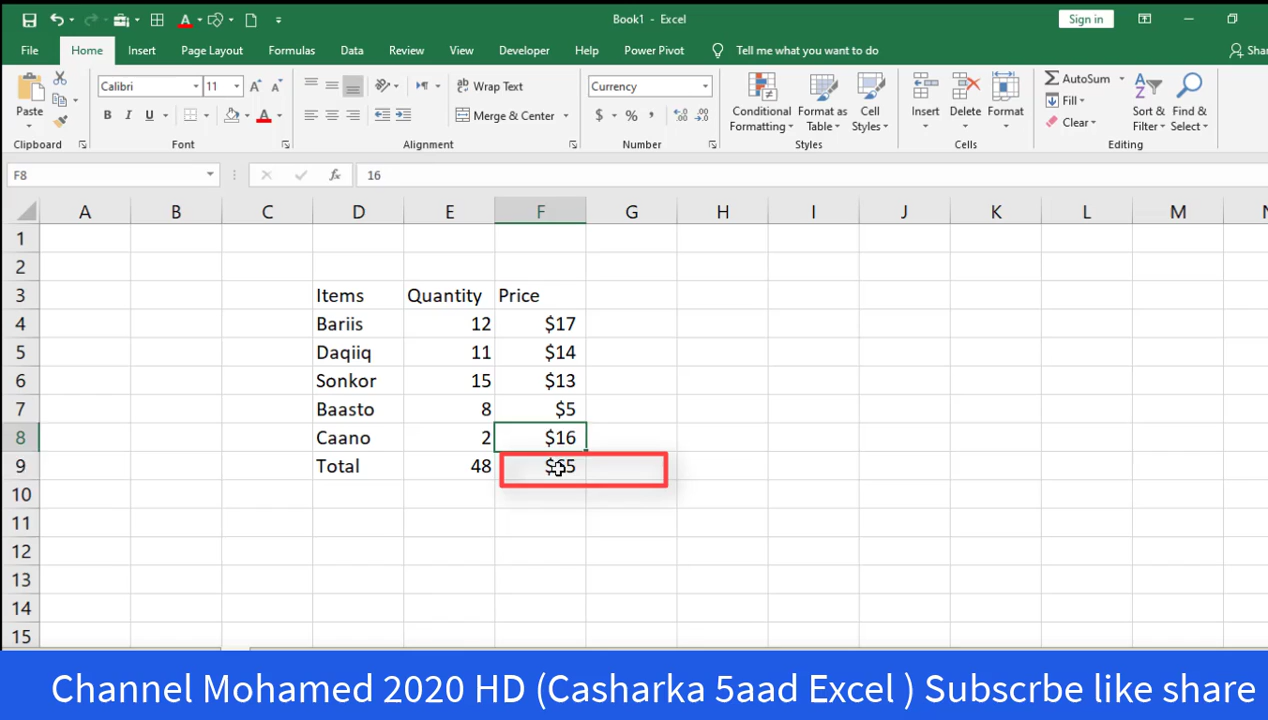 Book1 - Excel Sign in
File Home Insert Page Layout Formulas Data Review View Developer Help Power Pivot Tell me what you want to do
Calibri 11 Wrap Text Currency AutoSum
Paste Merge & Center Conditional Formatting Format as Table Cell Styles Insert Delete Format Fill Clear Sort & Filter Find & Select
Clipboard Font Alignment Number Styles Cells Editing
F8 fx 16
A B C D E F G H I J K L M
1
2
3 Items Quantity Price
4 Bariis 12 $17
5 Daqiiq 11 $14
6 Sonkor 15 $13
7 Baasto 8 $5
8 Caano 2 $16
9 Total 48 $65
10
11
12
13
14
15
Channel Mohamed 2020 HD (Casharka 5aad Excel ) Subscrbe like share